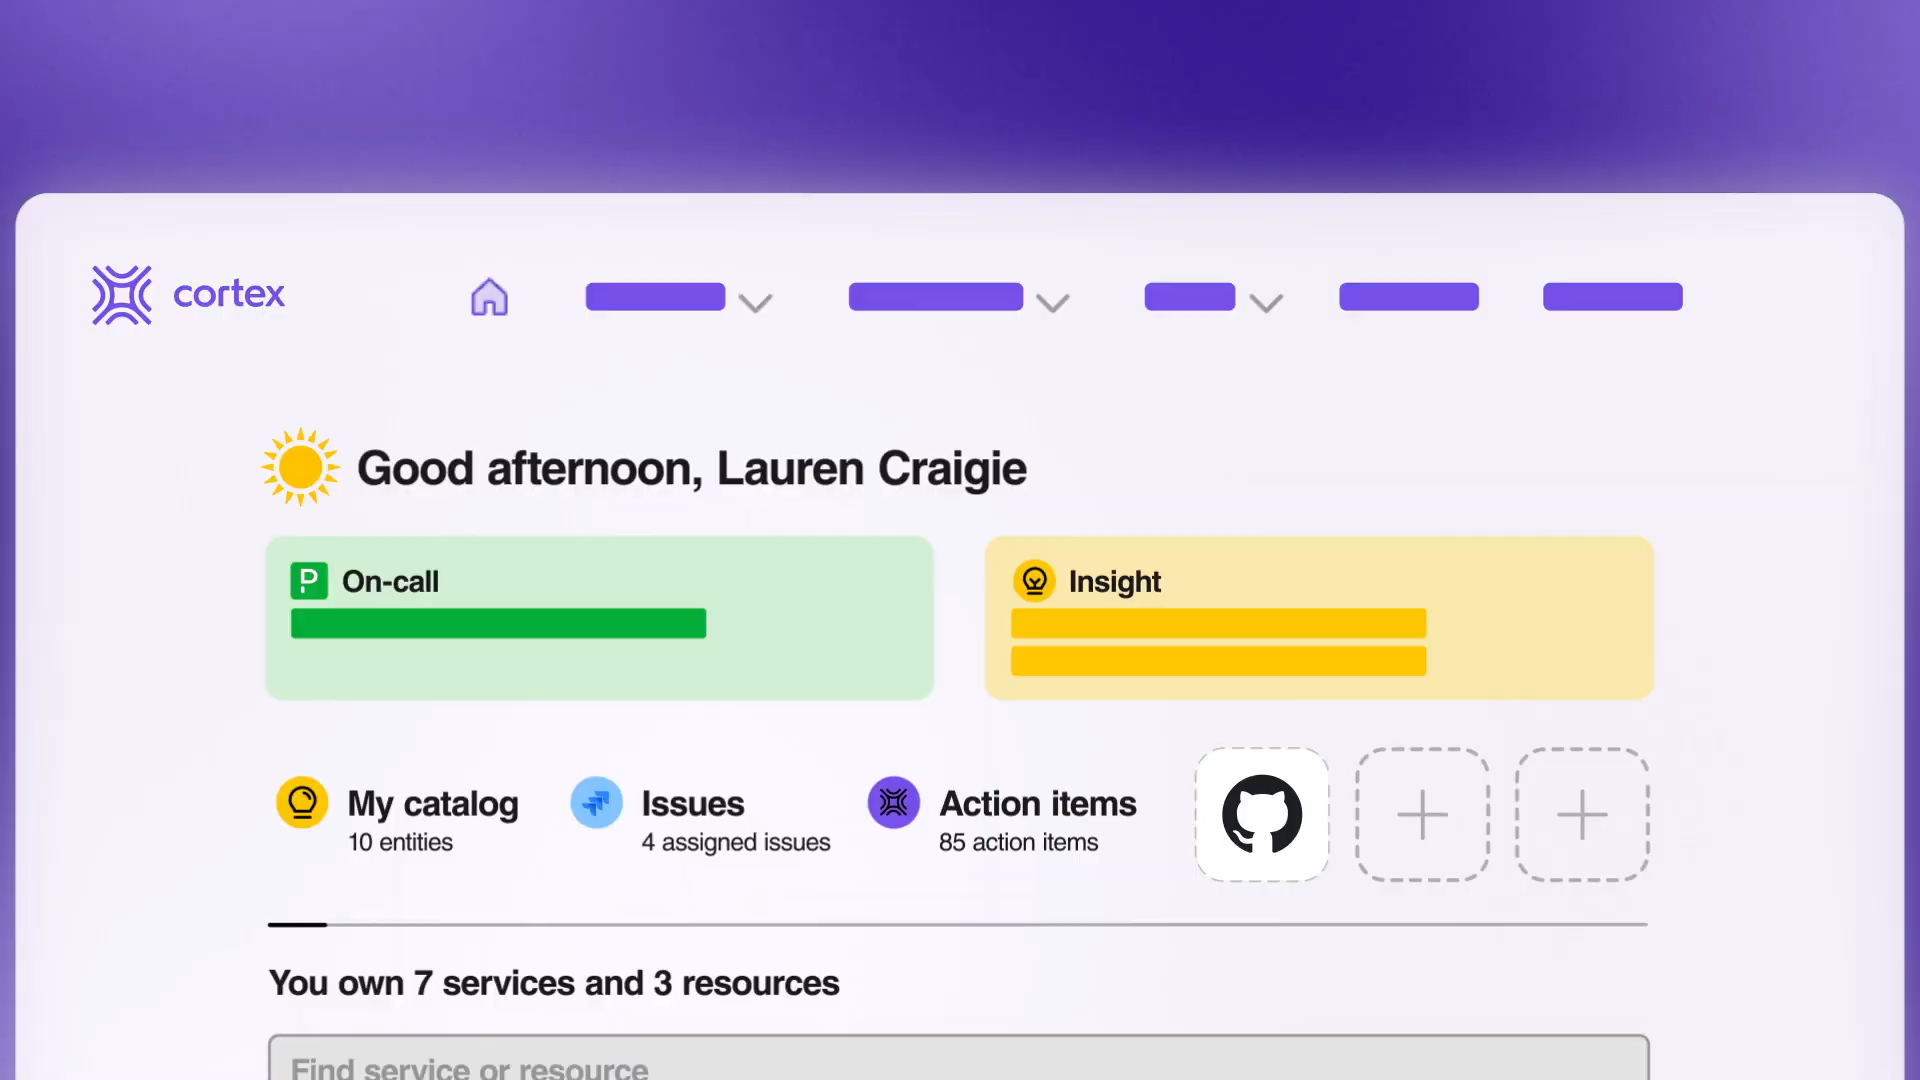 cortex
Good afternoon, Lauren Craigie
On-call
Insight
My catalog
10 entities
Issues
4 assigned issues
Action items
85 action items
You own 7 services and 3 resources
Find service or resource